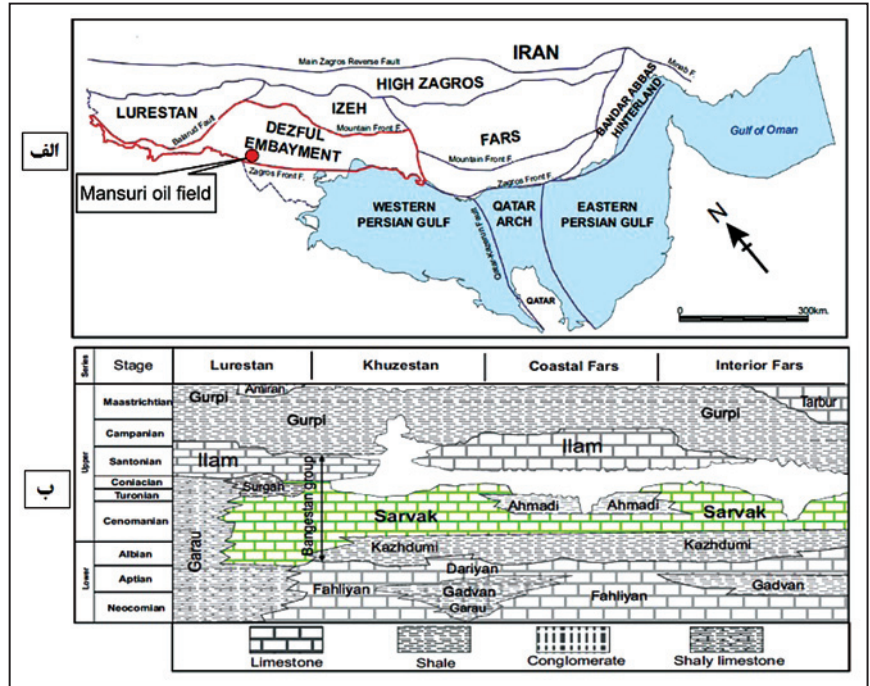 الف
IRAN
Main Zagros Reverse Fault
Minab F.
HIGH ZAGROS
BANDAR ABBAS
HINTERLAND
LURESTAN
IZEH
Balarud Fault
DEZFUL
EMBAYMENT
Mountain Front F.
FARS
Gulf of Oman
Mountain Front F.
Mansuri oil field
Zagros Front F.
Zagros Front F.
WESTERN
PERSIAN GULF
QATAR
ARCH
EASTERN
PERSIAN GULF
N
QATAR
0
300km.
ب.
Series
Stage
Lurestan
Khuzestan
Coastal Fars
Interior Fars
Upper
Maastrichtian
Gurpi
Amiran
Tarbur
Campanian
Gurpi
Gurpi
Santonian
Ilam
Ilam
Coniacian
Surgah
Turonian
Cenomanian
Bangestan group
Sarvak
Ahmadi
Ahmadi
Sarvak
Garau
Lower
Albian
Kazhdumi
Kazhdumi
Dariyan
Aptian
Fahliyan
Gadvan
Gadvan
Neocomian
Garau
Fahliyan
Limestone
Shale
Conglomerate
Shaly limestone